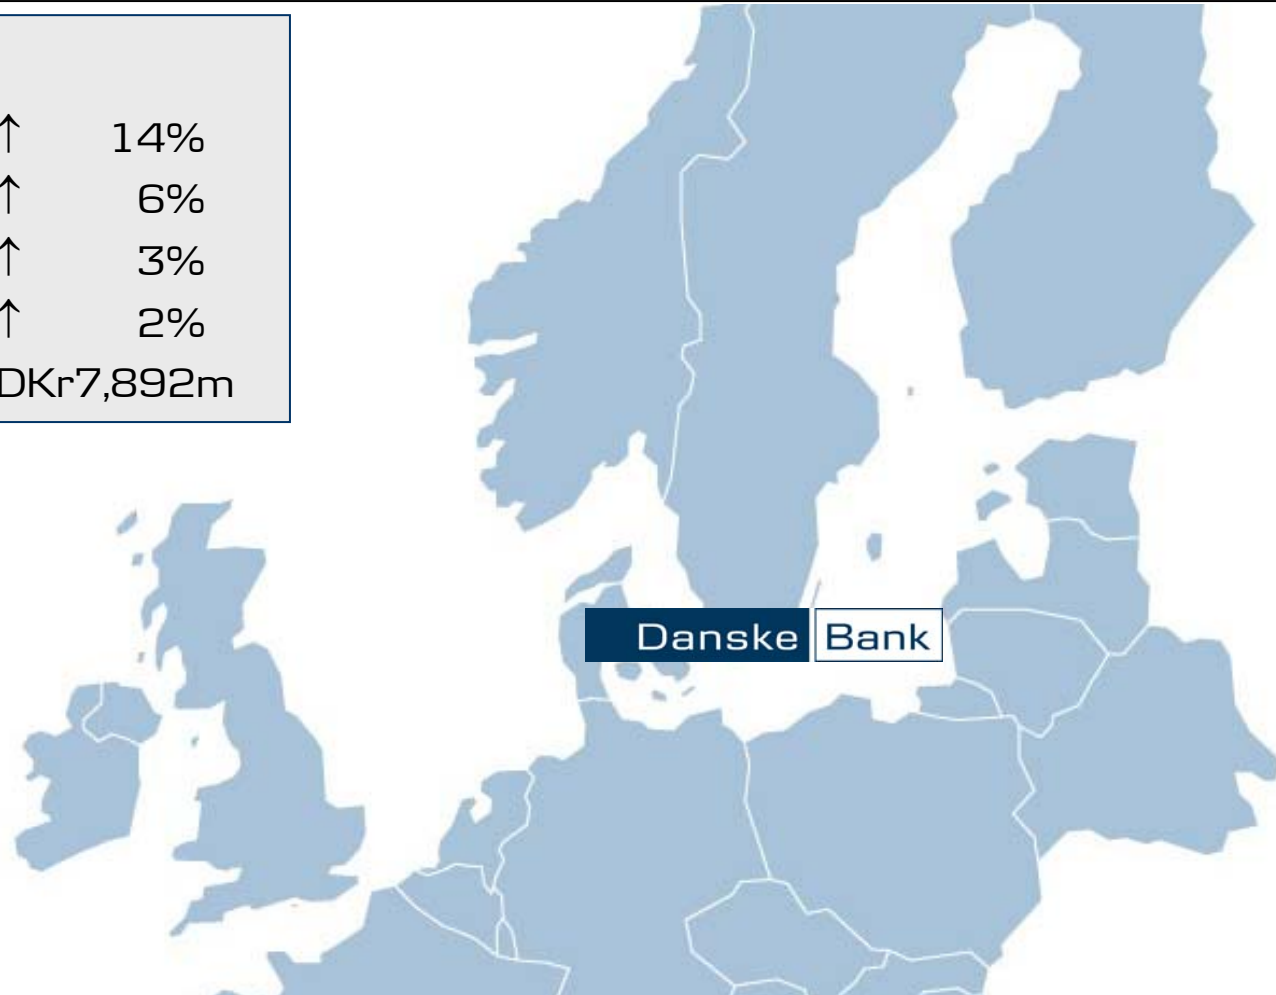 ↑ 14%
↑ 6%
↑ 3%
↑ 2%
DKr7,892m
Danske Bank